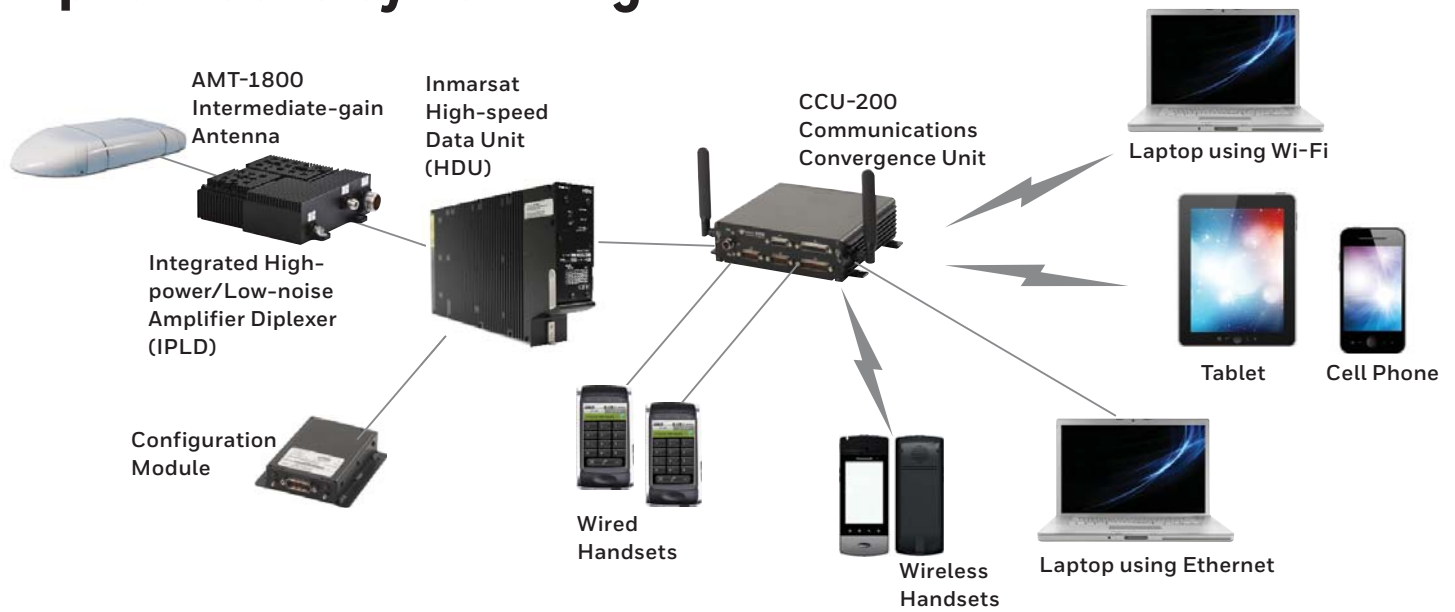 AMT-1800
Intermediate-gain
Antenna
Inmarsat
High-speed
Data Unit
(HDU)
CCU-200
Communications
Convergence Unit
Laptop using Wi-Fi
Integrated High-
power/Low-noise
Amplifier Diplexer
(IPLD)
Tablet
Cell Phone
Configuration
Module
Wired
Handsets
Wireless
Handsets
Laptop using Ethernet